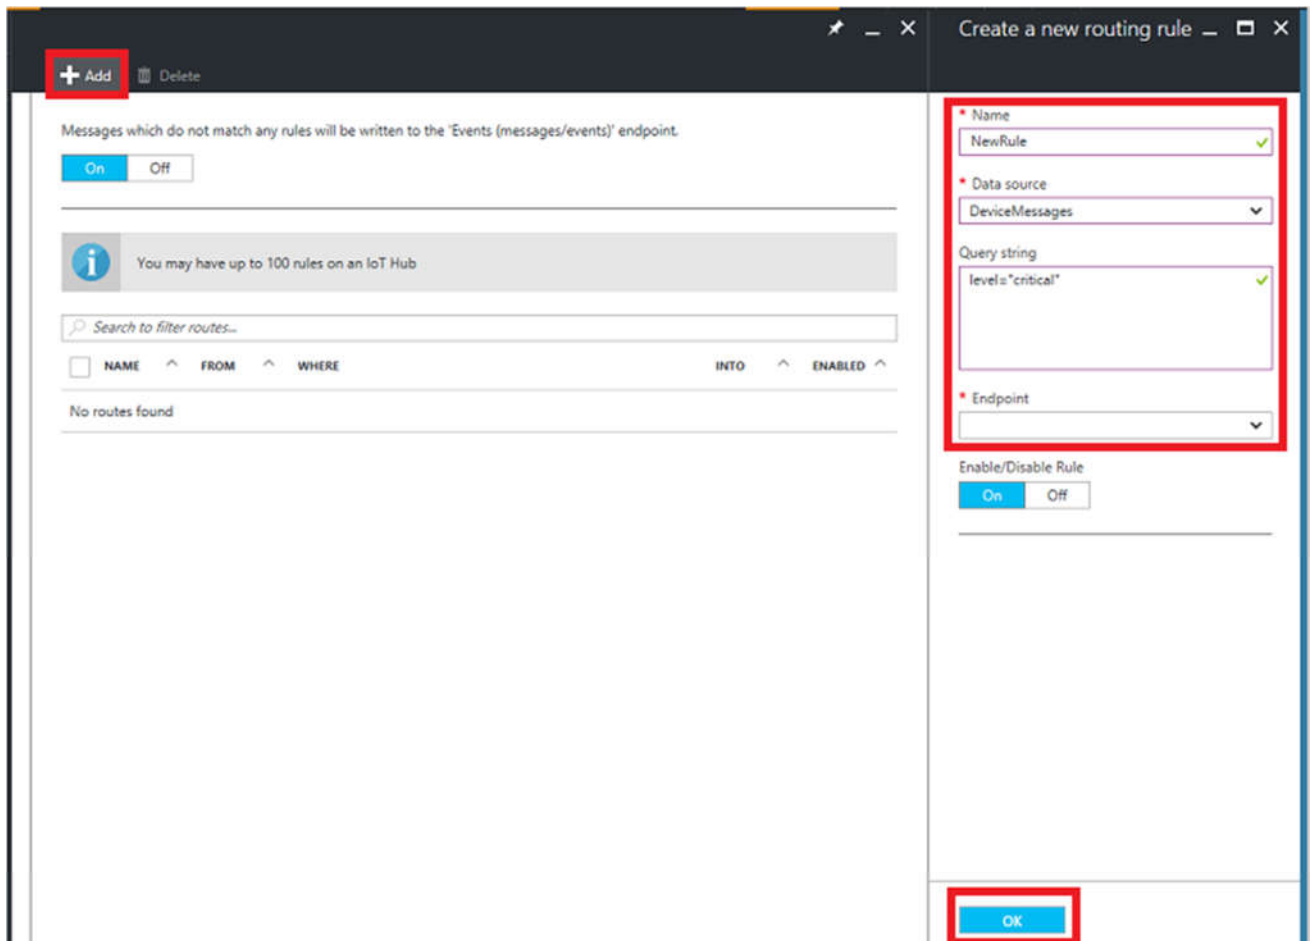 Create a new routing rule
Add Delete
Messages which do not match any rules will be written to the 'Events (messages/events)' endpoint.
On Off
You may have up to 100 rules on an IoT Hub
Search to filter routes...
NAME FROM WHERE INTO ENABLED
No routes found
* Name
NewRule
* Data source
DeviceMessages
Query string
level="critical"
* Endpoint
Enable/Disable Rule
On Off
OK